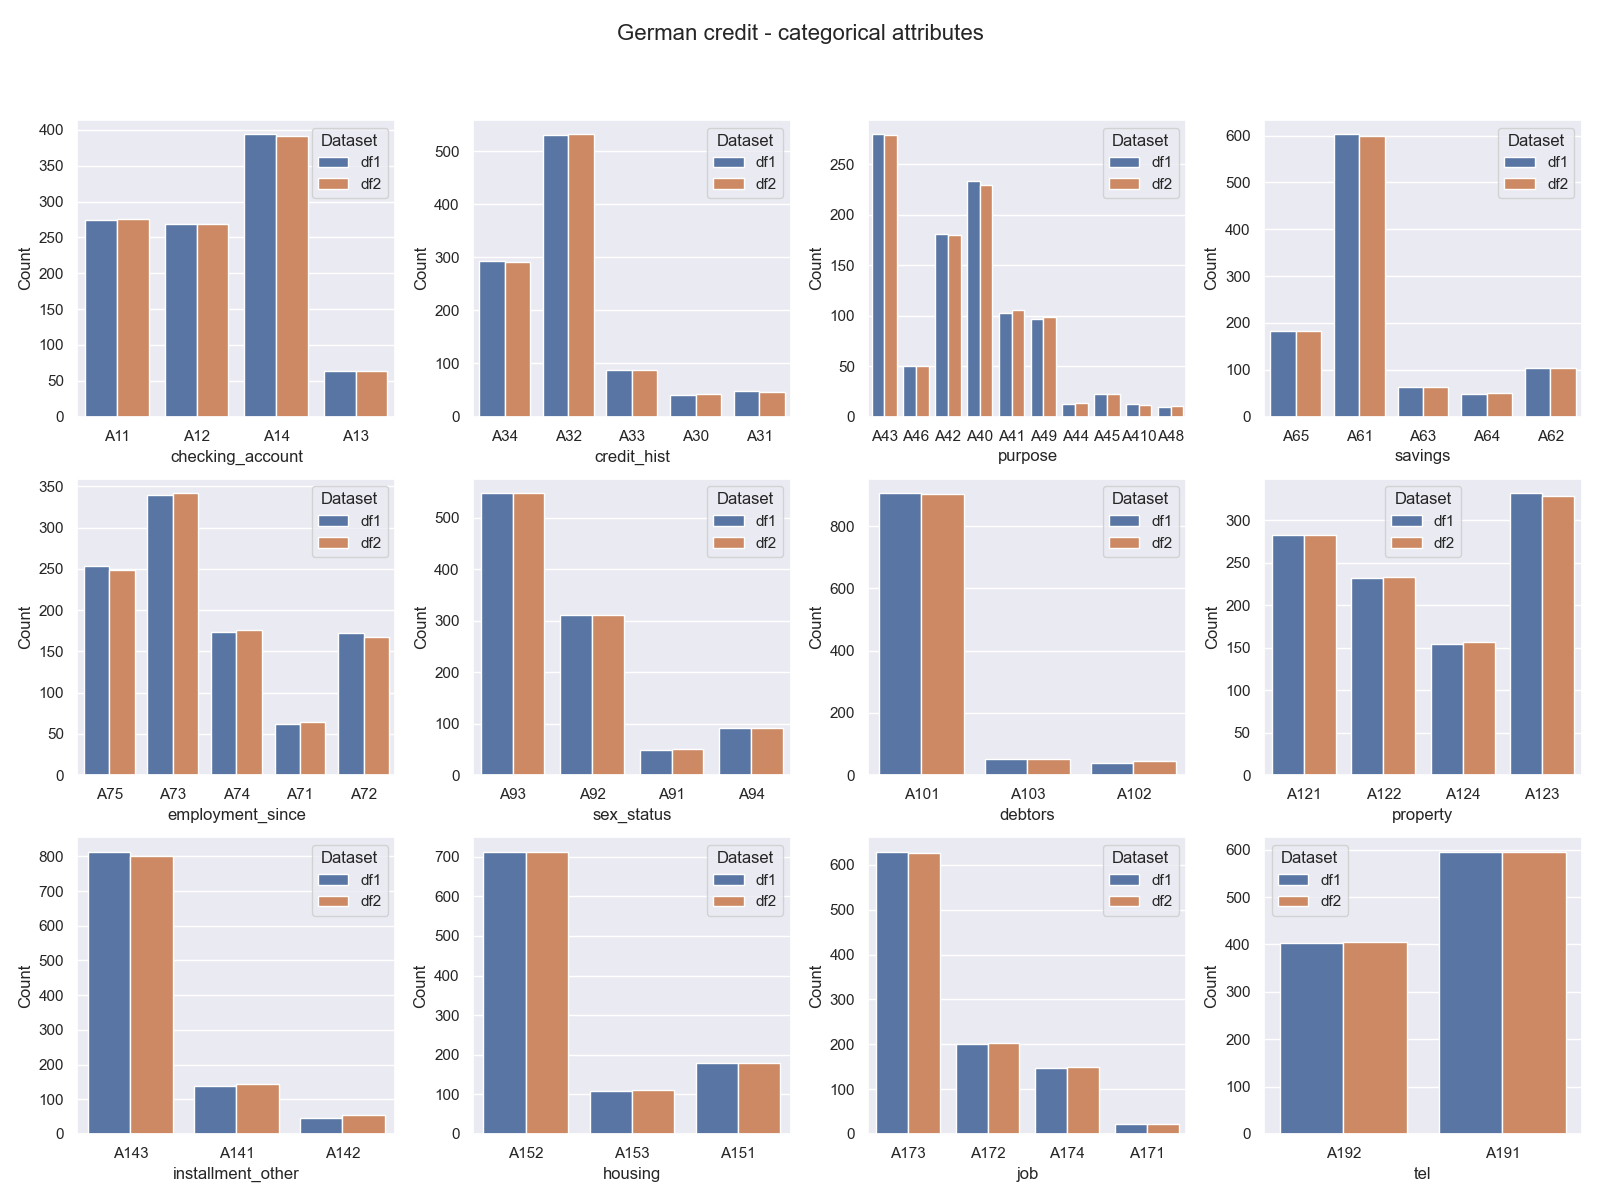 German credit - categorical attributes
400
350
300
250
200
150
100
50
0
Count
Dataset
df1
df2
A11 A12 A14 A13
checking_account
500
400
300
200
100
0
Count
Dataset
df1
df2
A34 A32 A33 A30 A31
credit_hist
250
200
150
100
50
0
Count
Dataset
df1
df2
A43 A46 A42 A40 A41 A49 A44 A45 A410 A48
purpose
600
500
400
300
200
100
0
Count
Dataset
df1
df2
A65 A61 A63 A64 A62
savings
350
300
250
200
150
100
50
0
Count
Dataset
df1
df2
A75 A73 A74 A71 A72
employment_since
500
400
300
200
100
0
Count
Dataset
df1
df2
A93 A92 A91 A94
sex_status
800
600
400
200
0
Count
Dataset
df1
df2
A101 A103 A102
debtors
300
250
200
150
100
50
0
Count
Dataset
df1
df2
A121 A122 A124 A123
property
800
700
600
500
400
300
200
100
0
Count
Dataset
df1
df2
A143 A141 A142
installment_other
700
600
500
400
300
200
100
0
Count
Dataset
df1
df2
A152 A153 A151
housing
600
500
400
300
200
100
0
Count
Dataset
df1
df2
A173 A172 A174 A171
job
600
500
400
300
200
100
0
Count
Dataset
df1
df2
A192 A191
tel